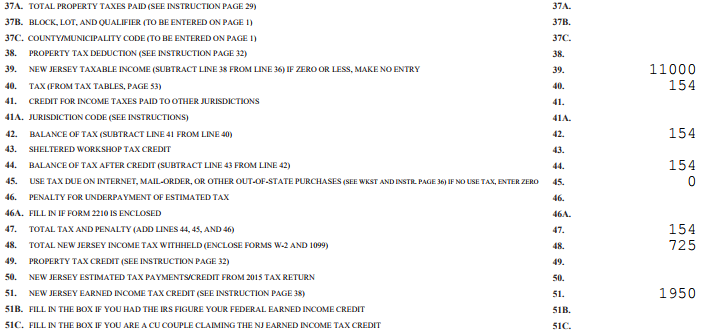 37A. TOTAL PROPERTY TAXES PAID (SEE INSTRUCTION PAGE 29) 37A.
37B. BLOCK, LOT, AND QUALIFIER (TO BE ENTERED ON PAGE 1) 37B.
37C. COUNTY/MUNICIPALITY CODE (TO BE ENTERED ON PAGE 1) 37C.
38. PROPERTY TAX DEDUCTION (SEE INSTRUCTION PAGE 32) 38.
39. NEW JERSEY TAXABLE INCOME (SUBTRACT LINE 38 FROM LINE 36) IF ZERO OR LESS, MAKE NO ENTRY 39. 11000
40. TAX (FROM TAX TABLES, PAGE 53) 40. 154
41. CREDIT FOR INCOME TAXES PAID TO OTHER JURISDICTIONS 41.
41A. JURISDICTION CODE (SEE INSTRUCTIONS) 41A.
42. BALANCE OF TAX (SUBTRACT LINE 41 FROM LINE 40) 42. 154
43. SHELTERED WORKSHOP TAX CREDIT 43.
44. BALANCE OF TAX AFTER CREDIT (SUBTRACT LINE 43 FROM LINE 42) 44. 154
45. USE TAX DUE ON INTERNET, MAIL-ORDER, OR OTHER OUT-OF-STATE PURCHASES (SEE WKST AND INSTR. PAGE 36) IF NO USE TAX, ENTER ZERO 45. 0
46. PENALTY FOR UNDERPAYMENT OF ESTIMATED TAX 46.
46A. FILL IN IF FORM 2210 IS ENCLOSED 46A.
47. TOTAL TAX AND PENALTY (ADD LINES 44, 45, AND 46) 47. 154
48. TOTAL NEW JERSEY INCOME TAX WITHHELD (ENCLOSE FORMS W-2 AND 1099) 48. 725
49. PROPERTY TAX CREDIT (SEE INSTRUCTION PAGE 32) 49.
50. NEW JERSEY ESTIMATED TAX PAYMENTS/CREDIT FROM 2015 TAX RETURN 50.
51. NEW JERSEY EARNED INCOME TAX CREDIT (SEE INSTRUCTION PAGE 38) 51. 1950
51B. FILL IN THE BOX IF YOU HAD THE IRS FIGURE YOUR FEDERAL EARNED INCOME CREDIT 51B.
51C. FILL IN THE BOX IF YOU ARE A CU COUPLE CLAIMING THE NJ EARNED INCOME TAX CREDIT 51C.